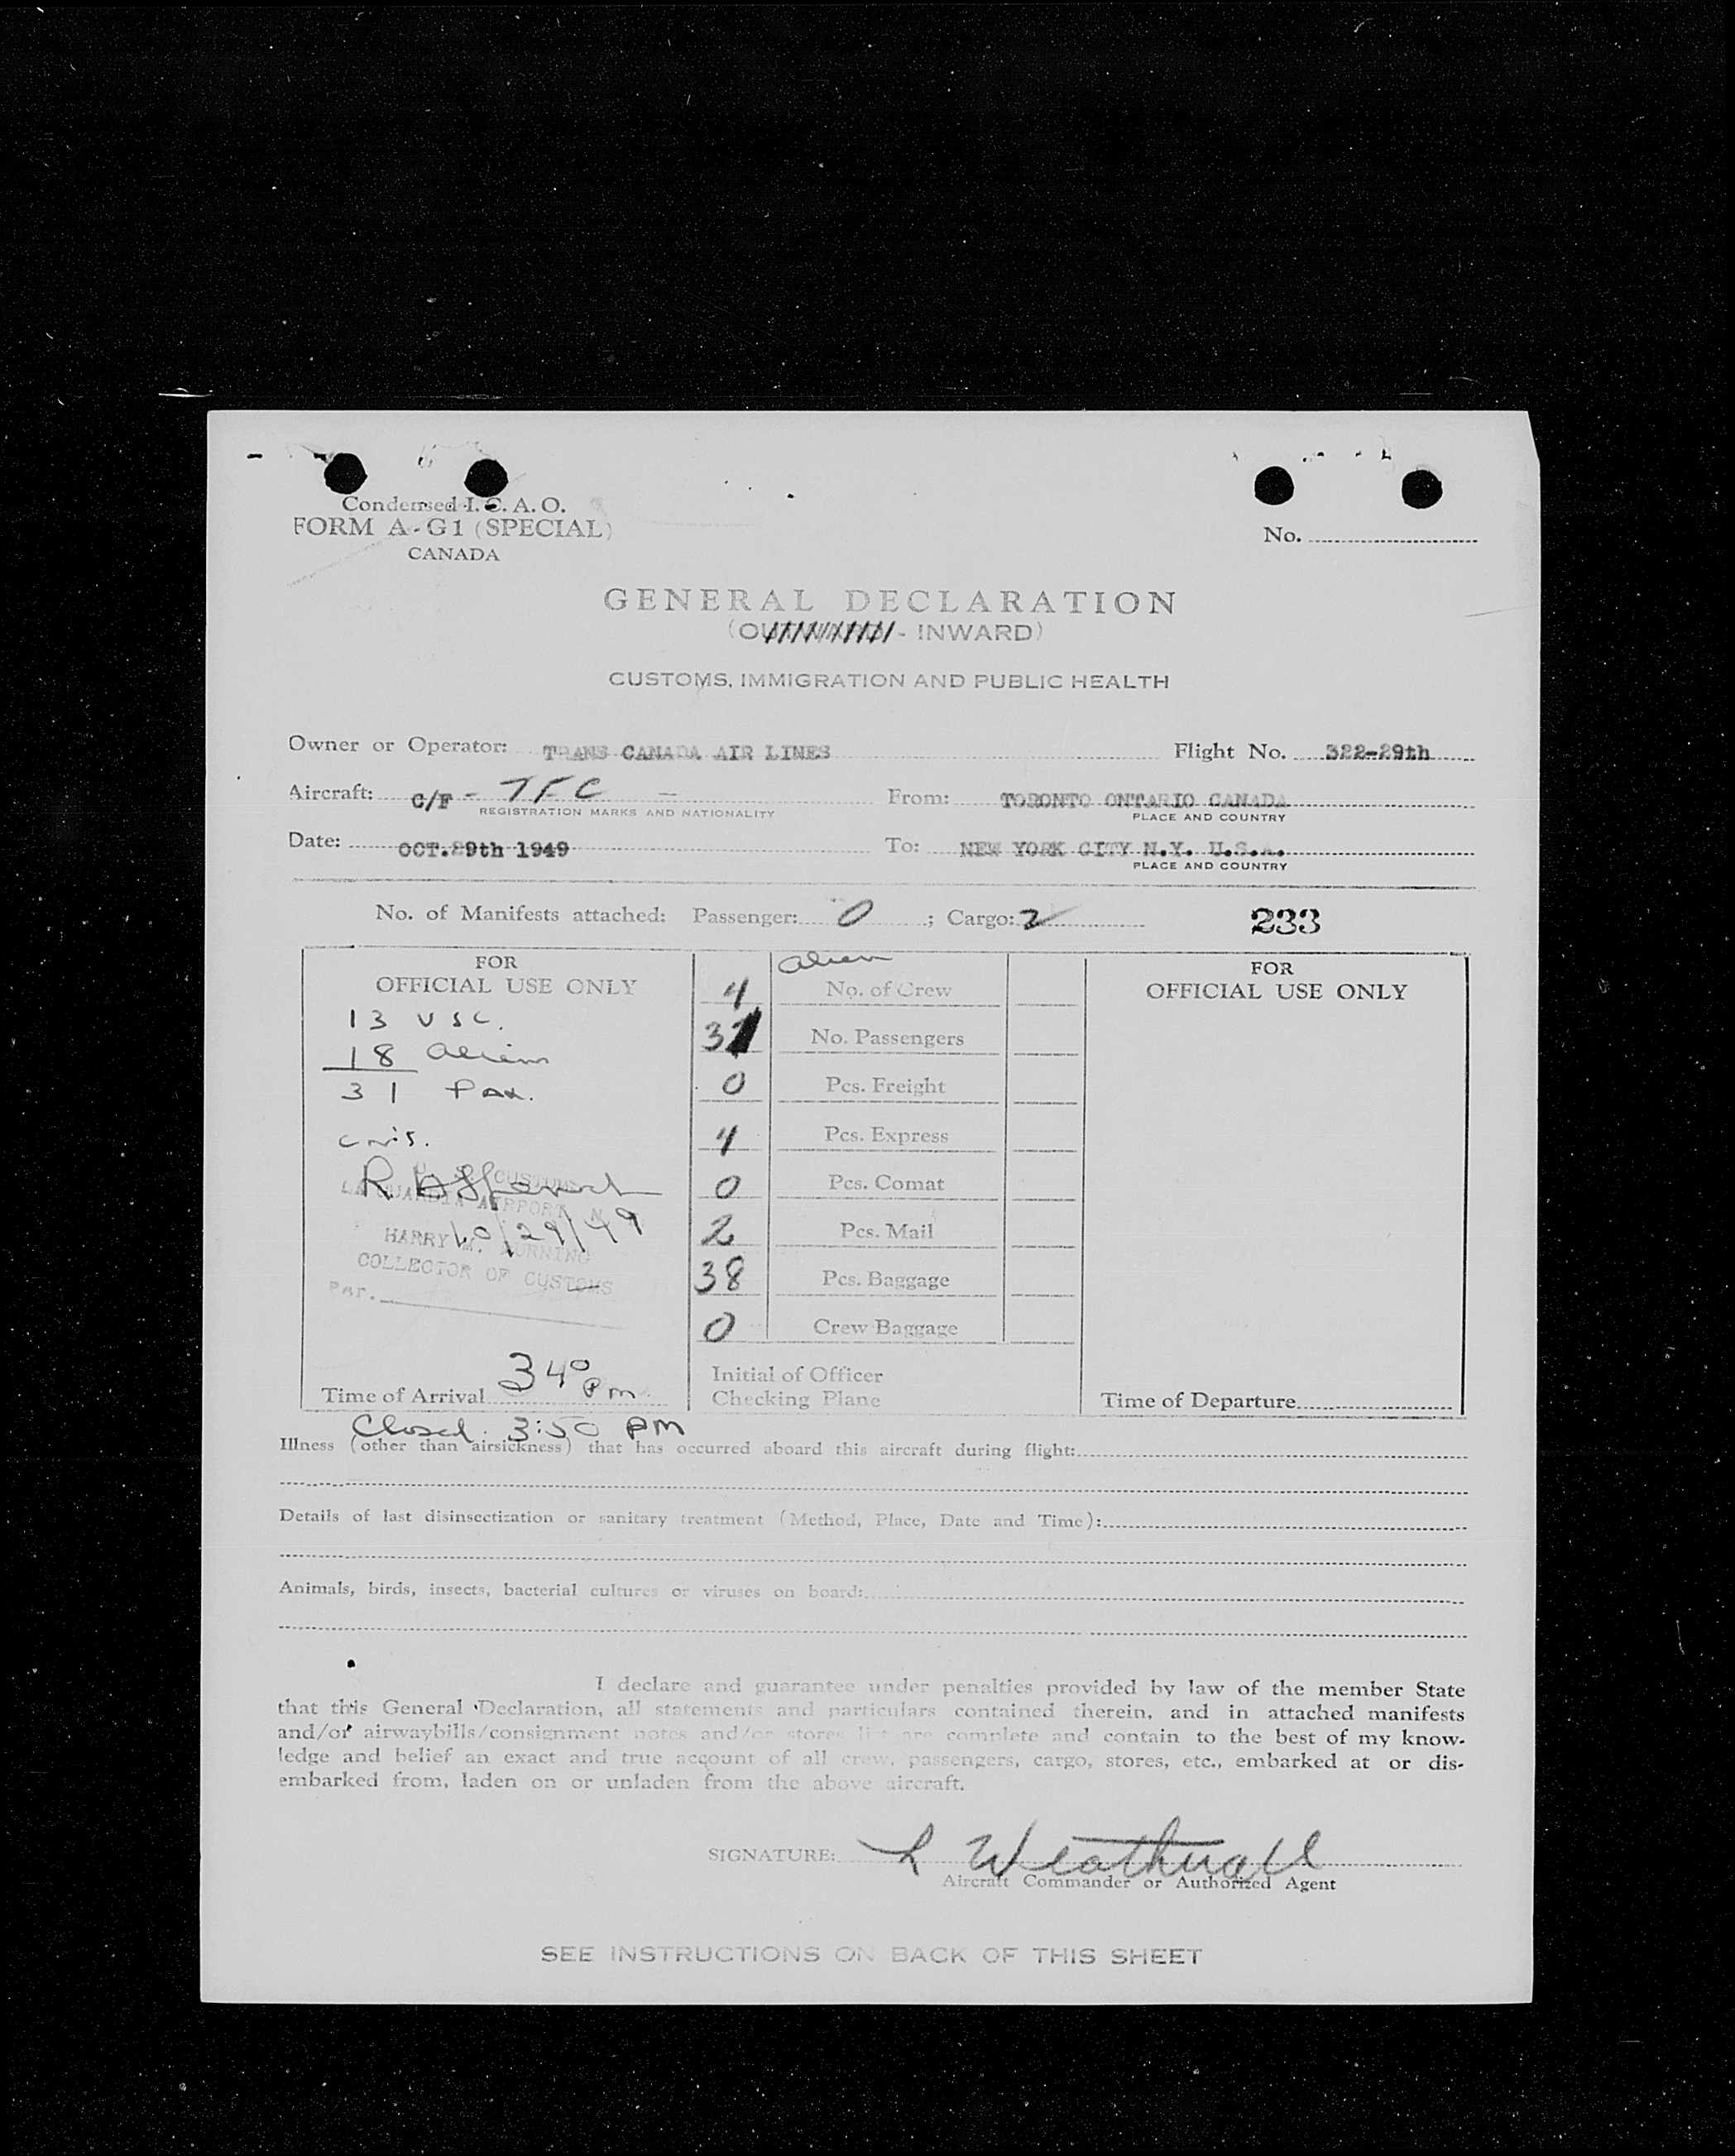 Condensed I. C. A. O.
FORM A-G1 (SPECIAL)
CANADA
No.
GENERAL DECLARATION
- INWARD)
CUSTOMS, IMMIGRATION AND PUBLIC HEALTH
Owner or Operator: TRANS CANADA AIR LINES Flight No. 322-29th
Aircraft: C/F - TFC - From: TORONTO ONTARIO CANADA
REGISTRATION MARKS AND NATIONALITY PLACE AND COUNTRY
Date: OCT.29th 1949 To: NEW YORK CITY N.Y. U.S.A.
PLACE AND COUNTRY
No. of Manifests attached: Passenger: 0 ; Cargo: 2 233
FOR
OFFICIAL USE ONLY
13 USC.
18 aliens
31 Pax.
R.
10/29/49
U. S. CUSTOMS
LA GUARDIA AIRPORT N
HARRY M. DURNING
COLLECTOR OF CUSTOMS
Per.
Time of Arrival 340 Pm
Closed 3:50 PM
alien
4 No. of Crew
31 No. Passengers
0 Pcs. Freight
4 Pcs. Express
0 Pcs. Comat
2 Pcs. Mail
38 Pcs. Baggage
0 Crew Baggage
Initial of Officer
Checking Plane
FOR
OFFICIAL USE ONLY
Time of Departure
Illness (other than airsickness) that has occurred aboard this aircraft during flight:
Details of last disinsectization or sanitary treatment (Method, Place, Date and Time):
Animals, birds, insects, bacterial cultures or viruses on board:
I declare and guarantee under penalties provided by law of the member State
that this General Declaration, all statements and particulars contained therein, and in attached manifests
and/or airwaybills/consignment notes and/or stores list are complete and contain to the best of my know-
ledge and belief an exact and true account of all crew, passengers, cargo, stores, etc., embarked at or dis-
embarked from, laden on or unladen from the above aircraft.
SIGNATURE: L Weatherall
Aircraft Commander or Authorized Agent
SEE INSTRUCTIONS ON BACK OF THIS SHEET